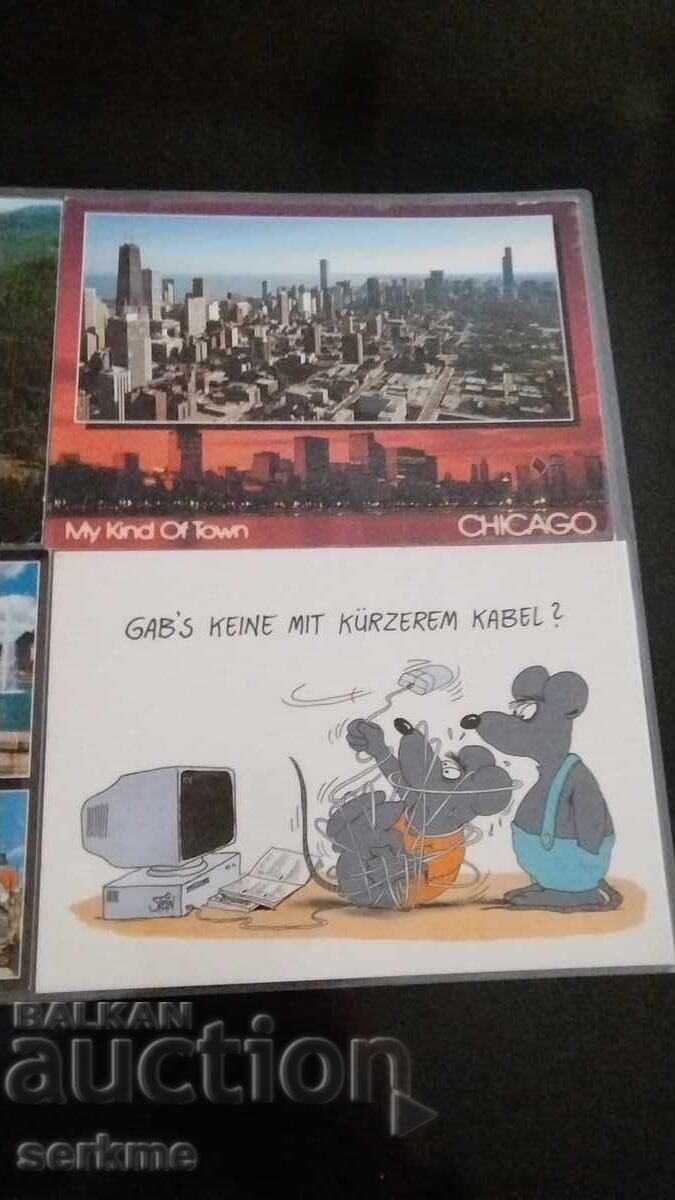 My Kind Of Town
CHICAGO
GAB'S KEINE MIT KÜRZEREM KABEL?
BALKAN
auction
serkme